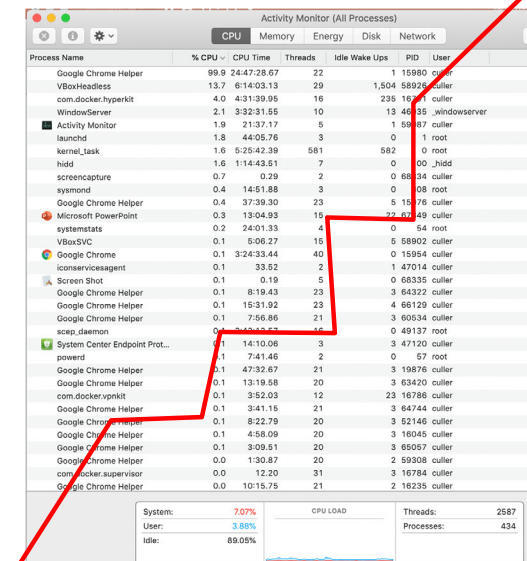 Activity Monitor (All Processes)
CPU Memory Energy Disk Network
Process Name % CPU CPU Time Threads Idle Wake Ups PID User
Google Chrome Helper 99.9 24:47:28.67 22 1 15980 culler
VBoxHeadless 13.7 6:14:03.13 29 1,504 58926 culler
com.docker.hyperkit 4.0 4:31:39.95 16 235 culler
WindowServer 2.1 3:32:31.55 10 13 _windowserver
Activity Monitor 1.9 21:37.17 5 1 culler
launchd 1.8 44:05.76 3 0 1 root
kernel_task 1.6 5:25:42.39 581 582 0 root
hidd 1.6 1:14:43.51 7 0 _hidd
screencapture 0.7 0.29 2 0 culler
sysmond 0.4 14:51.88 3 0 root
Google Chrome Helper 0.4 37:39.30 23 5 culler
Microsoft PowerPoint 0.3 13:04.93 15 22 culler
systemstats 0.2 24:01.33 4 0 54 root
VBoxSVC 0.1 5:06.27 15 5 58902 culler
Google Chrome 0.1 3:24:33.44 40 0 15954 culler
iconservicesagent 0.1 33.52 2 1 47014 culler
Screen Shot 0.1 0.19 5 0 68335 culler
Google Chrome Helper 0.1 8:19.43 23 3 64322 culler
Google Chrome Helper 0.1 15:31.92 23 4 66129 culler
Google Chrome Helper 0.1 7:56.86 21 3 60534 culler
scep_daemon 0 49137 root
System Center Endpoint Prot... 0.1 14:10.06 3 3 47120 culler
powerd 0.1 7:41.46 2 0 57 root
Google Chrome Helper 0.1 47:32.67 21 3 19876 culler
Google Chrome Helper 0.1 13:19.58 20 3 63420 culler
com.docker.vpnkit 0.1 3:52.03 12 23 16786 culler
Google Chrome Helper 0.1 3:41.15 21 3 64744 culler
Google Chrome Helper 0.1 8:22.79 20 3 52146 culler
Google Chrome Helper 0.1 4:58.09 20 3 16045 culler
Google Chrome Helper 0.1 3:09.51 20 3 65057 culler
Google Chrome Helper 0.0 1:30.87 20 2 59308 culler
com.docker.supervisor 0.0 12.20 31 3 16784 culler
Google Chrome Helper 0.0 10:15.75 21 2 16235 culler
System: 7.07% CPU LOAD Threads: 2587
User: 3.88% Processes: 434
Idle: 89.05%